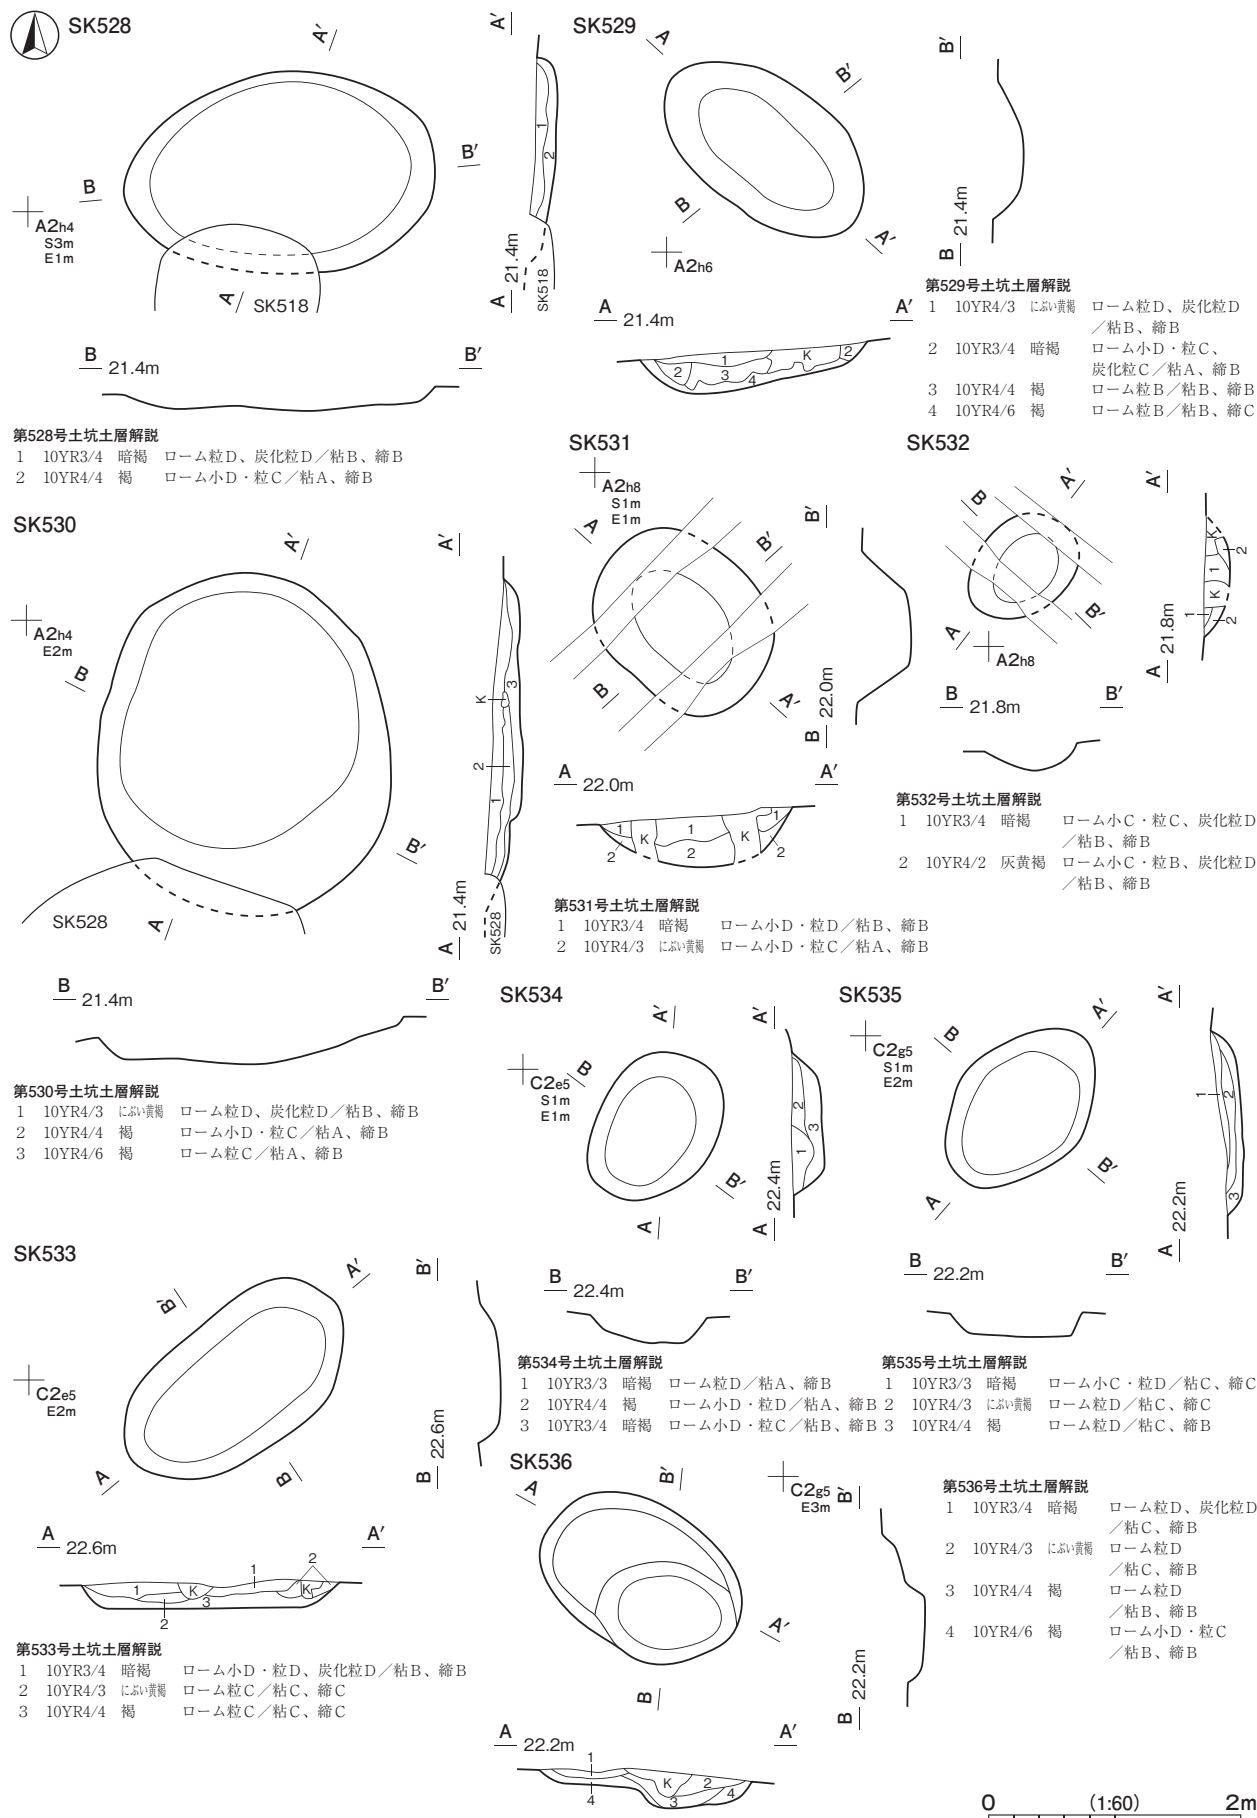 SK528
A′
B
B′
A2h4
S3m
E1m
A
SK518
A′
1
2
A 21.4m
SK518
B 21.4m B′
第528号土坑土層解説
1 10YR3/4 暗褐 ローム粒D、炭化粒D／粘B、締B
2 10YR4/4 褐 ローム小D・粒C／粘A、締B
SK529
A
B′
B
A′
A2h6
B′
B 21.4m
A 21.4m A′
1
K
2
2
3
4
第529号土坑土層解説
1 10YR4/3 にぶい黄褐 ローム粒D、炭化粒D
／粘B、締B
2 10YR3/4 暗褐 ローム小D・粒C、
炭化粒C／粘A、締B
3 10YR4/4 褐 ローム粒B／粘B、締B
4 10YR4/6 褐 ローム粒B／粘B、締C
SK530
A′
A2h4
E2m
B
B′
SK528
A
A′
3
K
2
1
A 21.4m
SK528
B 21.4m B′
第530号土坑土層解説
1 10YR4/3 にぶい黄褐 ローム粒D、炭化粒D／粘B、締B
2 10YR4/4 褐 ローム小D・粒C／粘A、締B
3 10YR4/6 褐 ローム粒C／粘A、締B
SK531
A2h8
S1m
E1m
A
B′
B
A′
B′
B 22.0m
A 22.0m A′
1
K
1
K
1
2
2
2
第531号土坑土層解説
1 10YR3/4 暗褐 ローム小D・粒D／粘B、締B
2 10YR4/3 にぶい黄褐 ローム小D・粒C／粘A、締B
SK532
B
A′
A
B′
A2h8
A′
K
2
1
K
1
2
A 21.8m
B 21.8m B′
第532号土坑土層解説
1 10YR3/4 暗褐 ローム小C・粒C、炭化粒D
／粘B、締B
2 10YR4/2 灰黄褐 ローム小C・粒B、炭化粒D
／粘B、締B
SK534
A′
B
C2e5
S1m
E1m
B′
A
A′
2
3
1
A 22.4m
B 22.4m B′
第534号土坑土層解説
1 10YR3/3 暗褐 ローム粒D／粘A、締B
2 10YR4/4 褐 ローム小D・粒D／粘A、締B
3 10YR3/4 暗褐 ローム小D・粒C／粘B、締B
SK535
A′
B
C2g5
S1m
E2m
B′
A
A′
1
2
3
A 22.2m
B 22.2m B′
第535号土坑土層解説
1 10YR3/3 暗褐 ローム小C・粒D／粘C、締C
2 10YR4/3 にぶい黄褐 ローム粒D／粘C、締C
3 10YR4/4 褐 ローム粒D／粘C、締B
SK533
B′
A′
C2e5
E2m
A
B
B′
B 22.6m
A 22.6m A′
1
K
3
1
2
K
2
第533号土坑土層解説
1 10YR3/4 暗褐 ローム小D・粒D、炭化粒D／粘B、締B
2 10YR4/3 にぶい黄褐 ローム粒C／粘C、締C
3 10YR4/4 褐 ローム粒C／粘C、締C
SK536
A
B′
C2g5
E3m
A′
B
B′
B 22.2m
A 22.2m A′
1
K
2
4
3
4
第536号土坑土層解説
1 10YR3/4 暗褐 ローム粒D、炭化粒D
／粘C、締B
2 10YR4/3 にぶい黄褐 ローム粒D
／粘C、締B
3 10YR4/4 褐 ローム粒D
／粘B、締B
4 10YR4/6 褐 ローム小D・粒C
／粘B、締B
0 (1:60) 2m